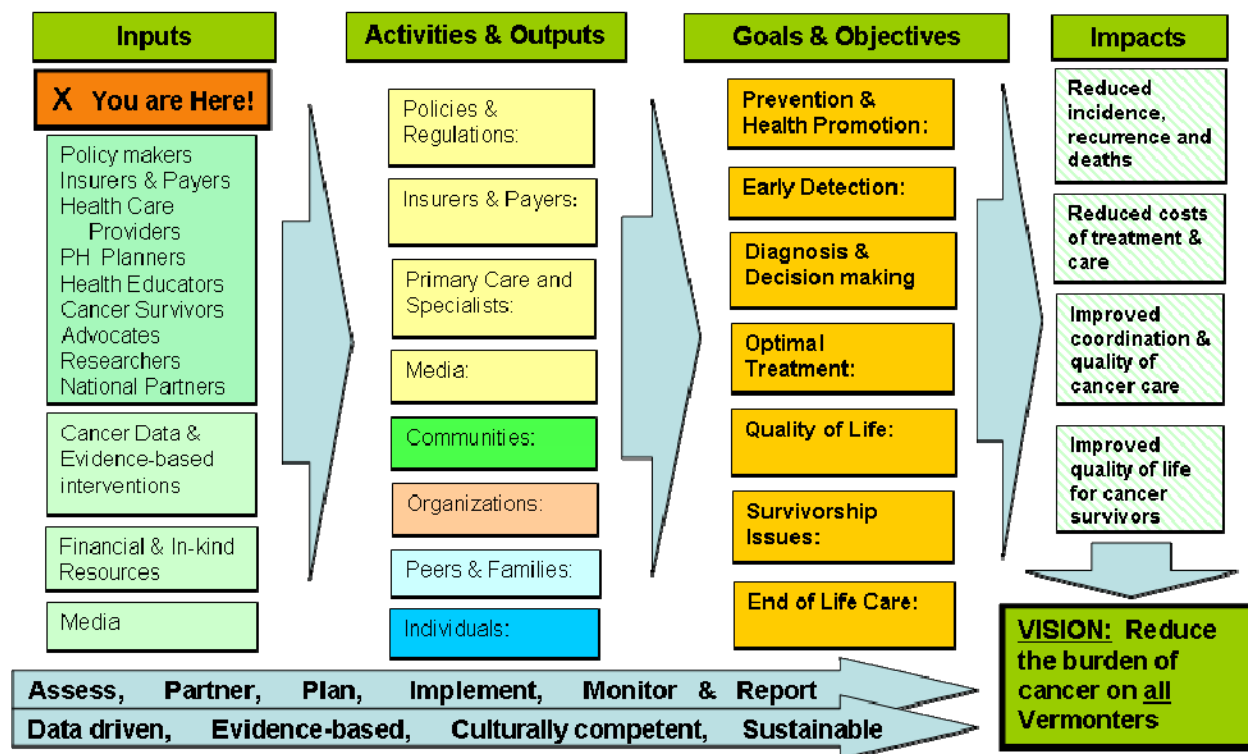 Inputs
X You are Here!
Policy makers
Insurers & Payers
Health Care
Providers
PH Planners
Health Educators
Cancer Survivors
Advocates
Researchers
National Partners
Cancer Data &
Evidence-based
interventions
Financial & In-kind
Resources
Media
Activities & Outputs
Policies &
Regulations:
Insurers & Payers:
Primary Care and
Specialists:
Media:
Communities:
Organizations:
Peers & Families:
Individuals:
Goals & Objectives
Prevention &
Health Promotion:
Early Detection:
Diagnosis &
Decision making
Optimal
Treatment:
Quality of Life:
Survivorship
Issues:
End of Life Care:
Impacts
Reduced
incidence,
recurrence and
deaths
Reduced costs
of treatment &
care
Improved
coordination &
quality of
cancer care
Improved
quality of life
for cancer
survivors
VISION: Reduce
the burden of
cancer on all
Vermonters
Assess, Partner, Plan, Implement, Monitor & Report
Data driven, Evidence-based, Culturally competent, Sustainable